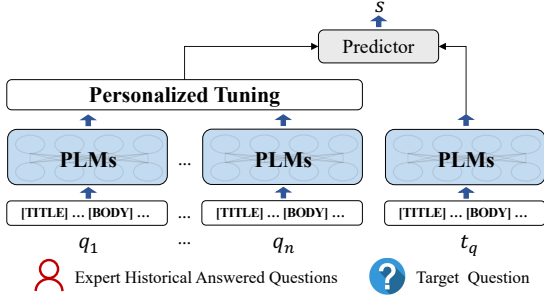 s
Predictor
Personalized Tuning
PLMs ... PLMs PLMs
[TITLE] ... [BODY] ... ... [TITLE] ... [BODY] ... [TITLE] ... [BODY] ...
q1 ... qn tq
Expert Historical Answered Questions ? Target Question